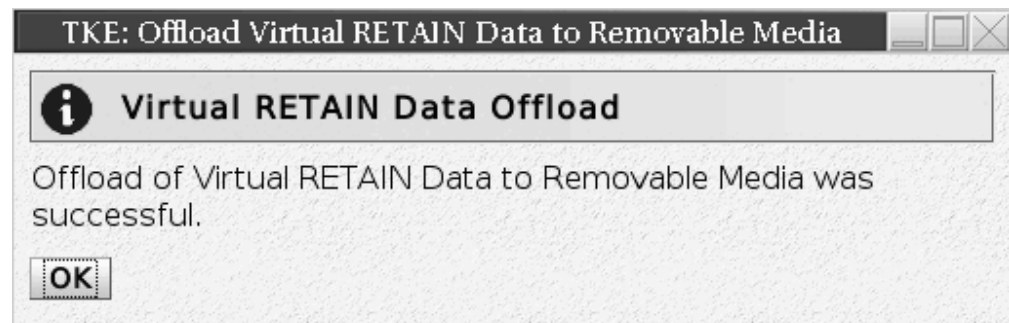 TKE: Offload Virtual RETAIN Data to Removable Media
Virtual RETAIN Data Offload
Offload of Virtual RETAIN Data to Removable Media was
successful.
OK